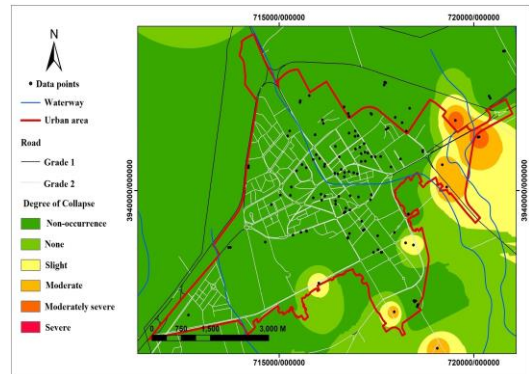 715000/000000 720000/000000
N
Data points
Waterway
Urban area
Road
Grade 1
Grade 2
Degree of Collapse
Non-occurrence
None
Slight
Moderate
Moderately severe
Severe
3940000/000000 3940000/000000
0 750 1,500 3,000 M
715000/000000 720000/000000